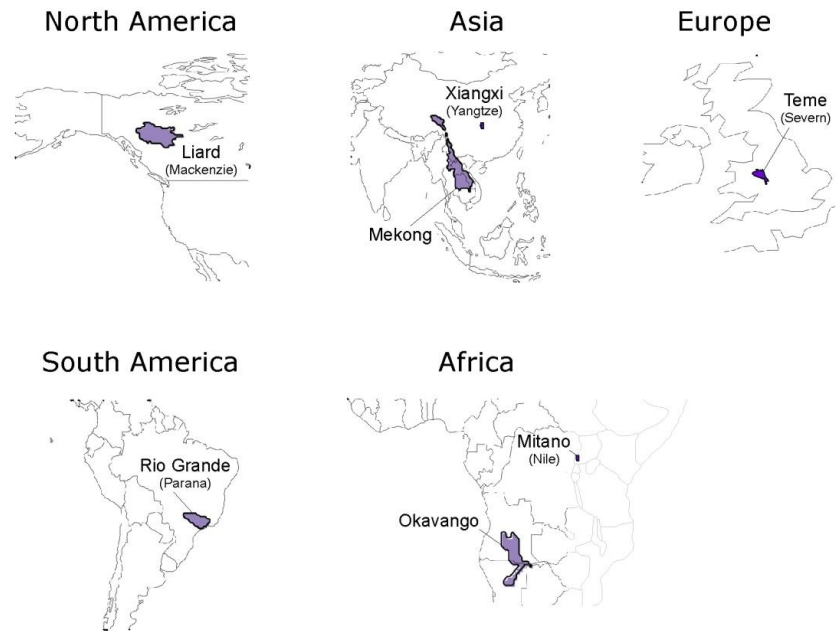 North America
Asia
Europe
Liard
(Mackenzie)
Xiangxi
(Yangtze)
Mekong
Teme
(Severn)
South America
Africa
Rio Grande
(Parana)
Mitano
(Nile)
Okavango